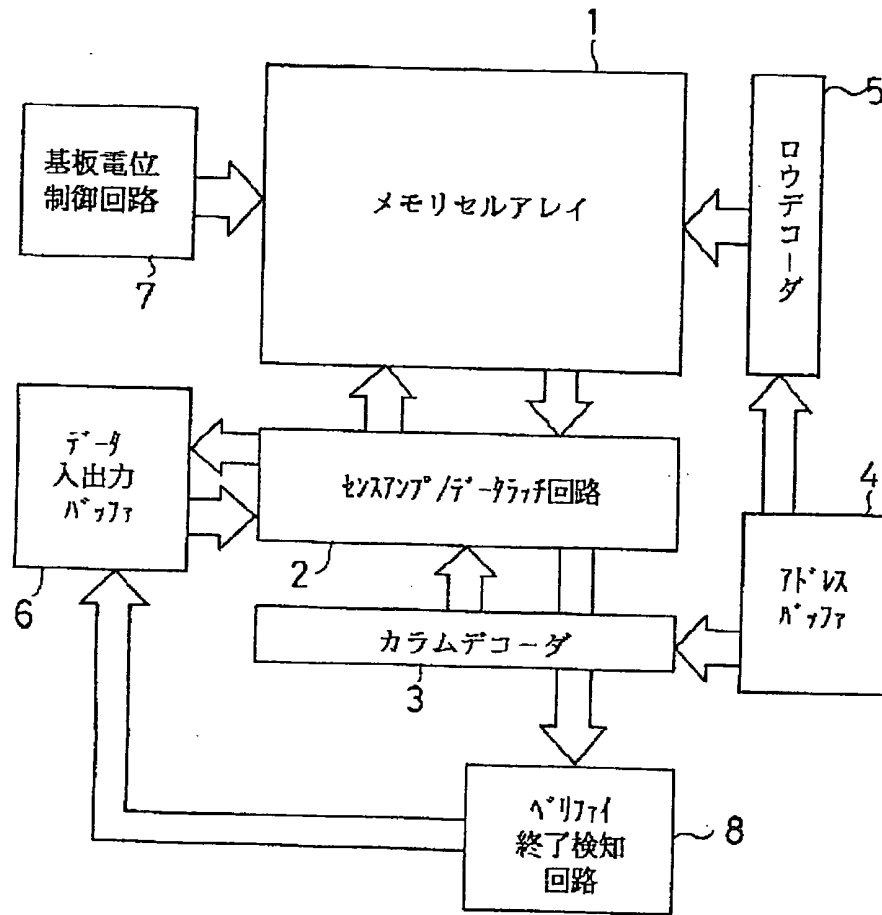 1
5
基板電位
制御回路
7
メモリセルアレイ
ロウデコーダ
データ
入出力
バッファ
6
センスアンプ/データラッチ回路
2
4
アドレス
バッファ
カラムデコーダ
3
ベリファイ
終了検知
回路
8